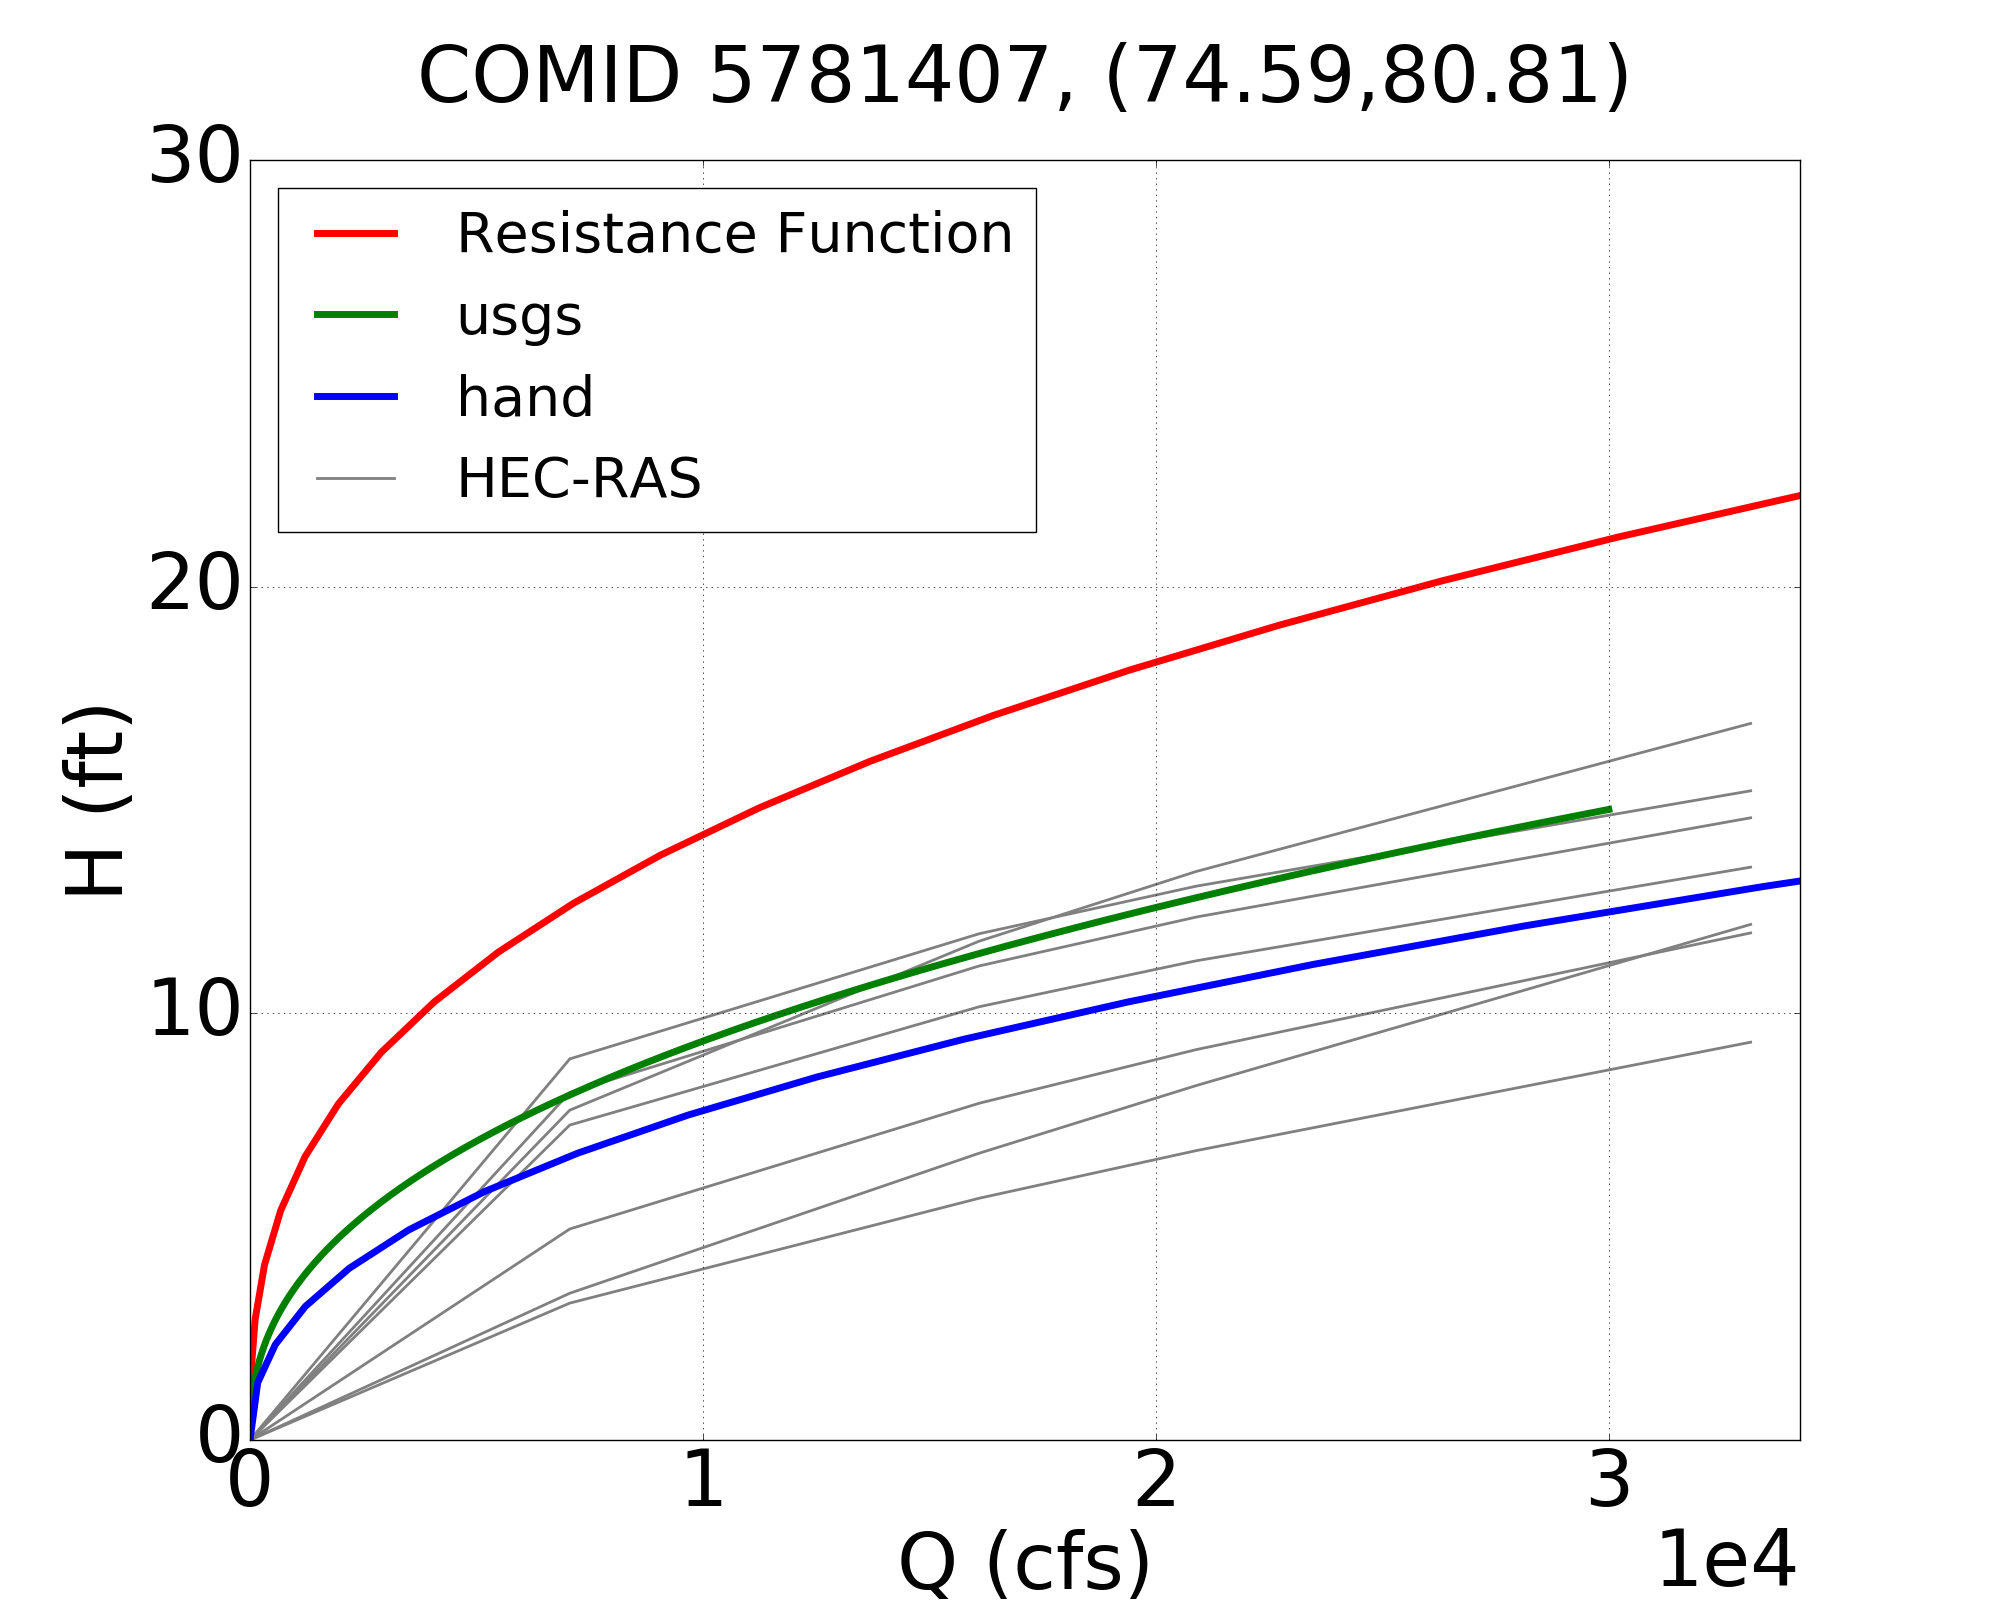 COMID 5781407, (74.59,80.81)
30
Resistance Function
usgs
hand
HEC-RAS
20
H (ft)
10
0
0 1 2 3
Q (cfs)
1e4